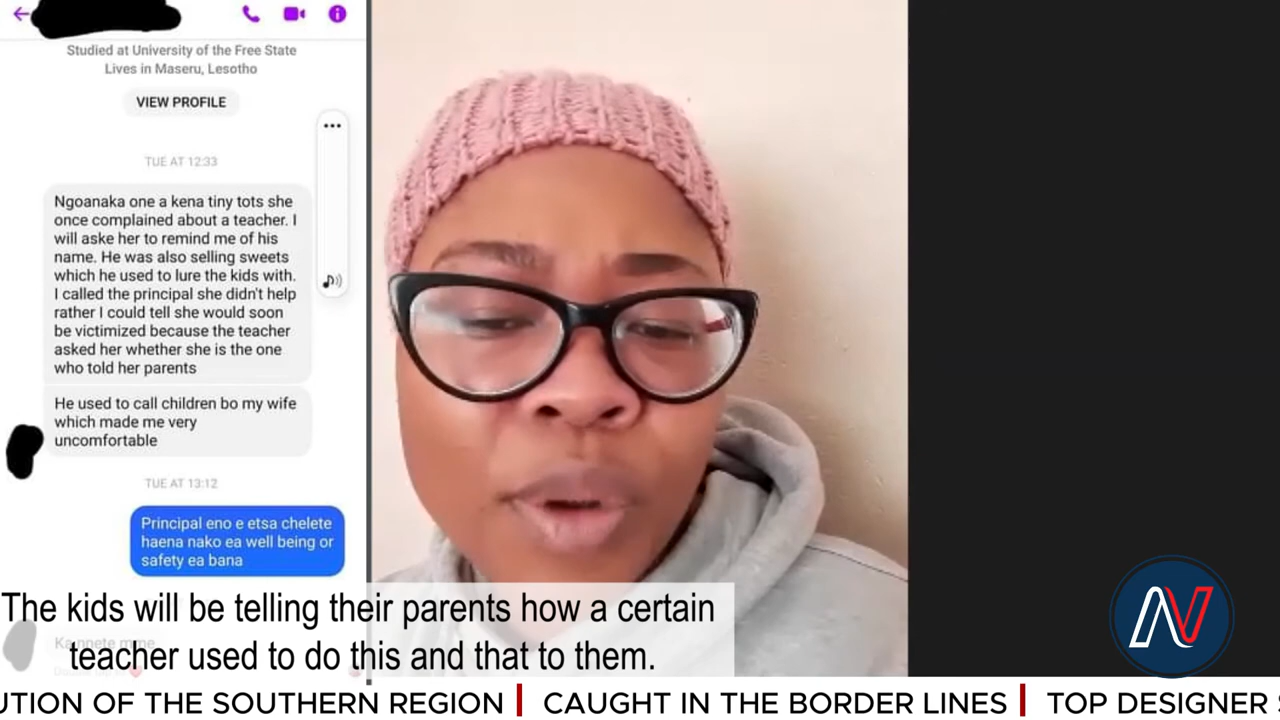 Studied at University of the Free State
Lives in Maseru, Lesotho
VIEW PROFILE
TUE AT 12:33
Ngoanaka one a kena tiny tots she
once complained about a teacher. I
will aske her to remind me of his
name. He was also selling sweets
which he used to lure the kids with.
I called the principal she didn't help
rather I could tell she would soon
be victimized because the teacher
asked her whether she is the one
who told her parents
He used to call children bo my wife
which made me very
uncomfortable
TUE AT 13:12
Principal eno e etsa chelete
haena nako ea well being or
safety ea bana
The kids will be telling their parents how a certain
teacher used to do this and that to them.
UTION OF THE SOUTHERN REGION | CAUGHT IN THE BORDER LINES | TOP DESIGNER